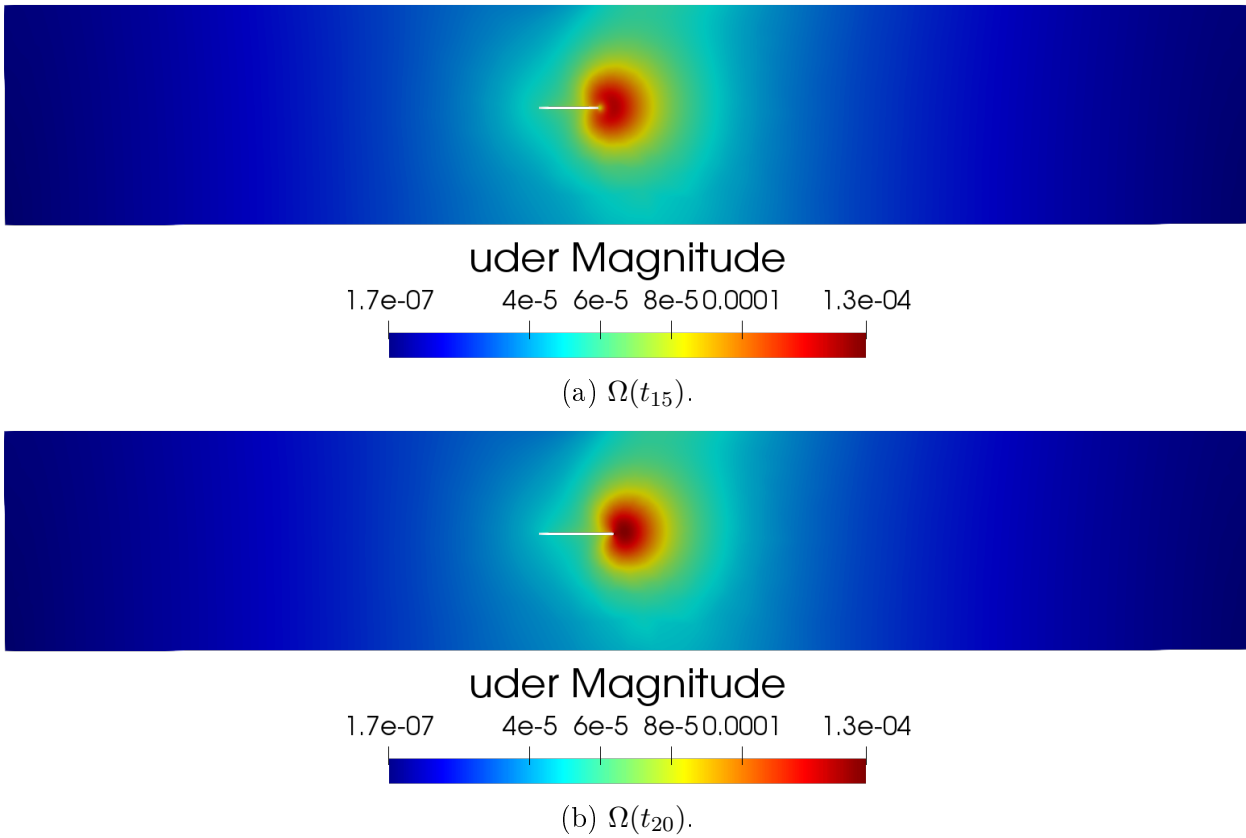 uder Magnitude
1.7e-07 4e-5 6e-5 8e-5 0.0001 1.3e-04
(a) Ω(t₁₅).
uder Magnitude
1.7e-07 4e-5 6e-5 8e-5 0.0001 1.3e-04
(b) Ω(t₂₀).